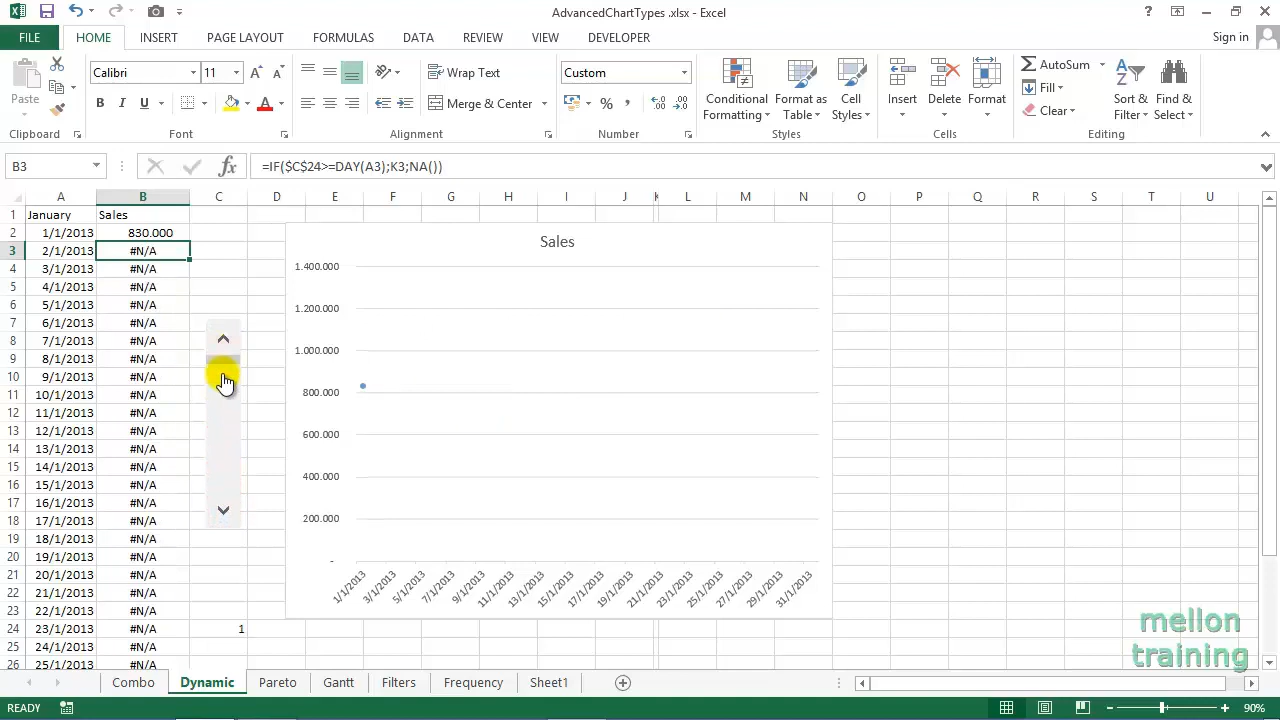 AdvancedChartTypes .xlsx - Excel
FILE HOME INSERT PAGE LAYOUT FORMULAS DATA REVIEW VIEW DEVELOPER Sign in
Paste
Calibri 11
B I U A
Wrap Text
Merge & Center
Custom
% ,
Conditional Formatting
Format as Table
Cell Styles
Insert Delete Format
AutoSum
Fill
Clear
Sort & Filter
Find & Select
Clipboard Font Alignment Number Styles Cells Editing
B3 fx =IF($C$24>=DAY(A3);K3;NA())
A B C D E F G H I J K L M N O P Q R S T U
1 January Sales
2 1/1/2013 830.000
3 2/1/2013 #N/A
4 3/1/2013 #N/A
5 4/1/2013 #N/A
6 5/1/2013 #N/A
7 6/1/2013 #N/A
8 7/1/2013 #N/A
9 8/1/2013 #N/A
10 9/1/2013 #N/A
11 10/1/2013 #N/A
12 11/1/2013 #N/A
13 12/1/2013 #N/A
14 13/1/2013 #N/A
15 14/1/2013 #N/A
16 15/1/2013 #N/A
17 16/1/2013 #N/A
18 17/1/2013 #N/A
19 18/1/2013 #N/A
20 19/1/2013 #N/A
21 20/1/2013 #N/A
22 21/1/2013 #N/A
23 22/1/2013 #N/A
24 23/1/2013 #N/A 1
25 24/1/2013 #N/A
26 25/1/2013 #N/A
Sales
1.400.000
1.200.000
1.000.000
800.000
600.000
400.000
200.000
-
1/1/2013 3/1/2013 5/1/2013 7/1/2013 9/1/2013 11/1/2013 13/1/2013 15/1/2013 17/1/2013 19/1/2013 21/1/2013 23/1/2013 25/1/2013 27/1/2013 29/1/2013 31/1/2013
mellon
training
Combo Dynamic Pareto Gantt Filters Frequency Sheet1
READY 90%